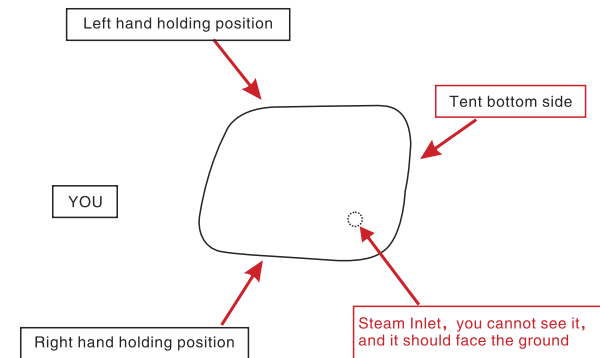 Left hand holding position
Tent bottom side
YOU
Right hand holding position
Steam Inlet, you cannot see it,
and it should face the ground